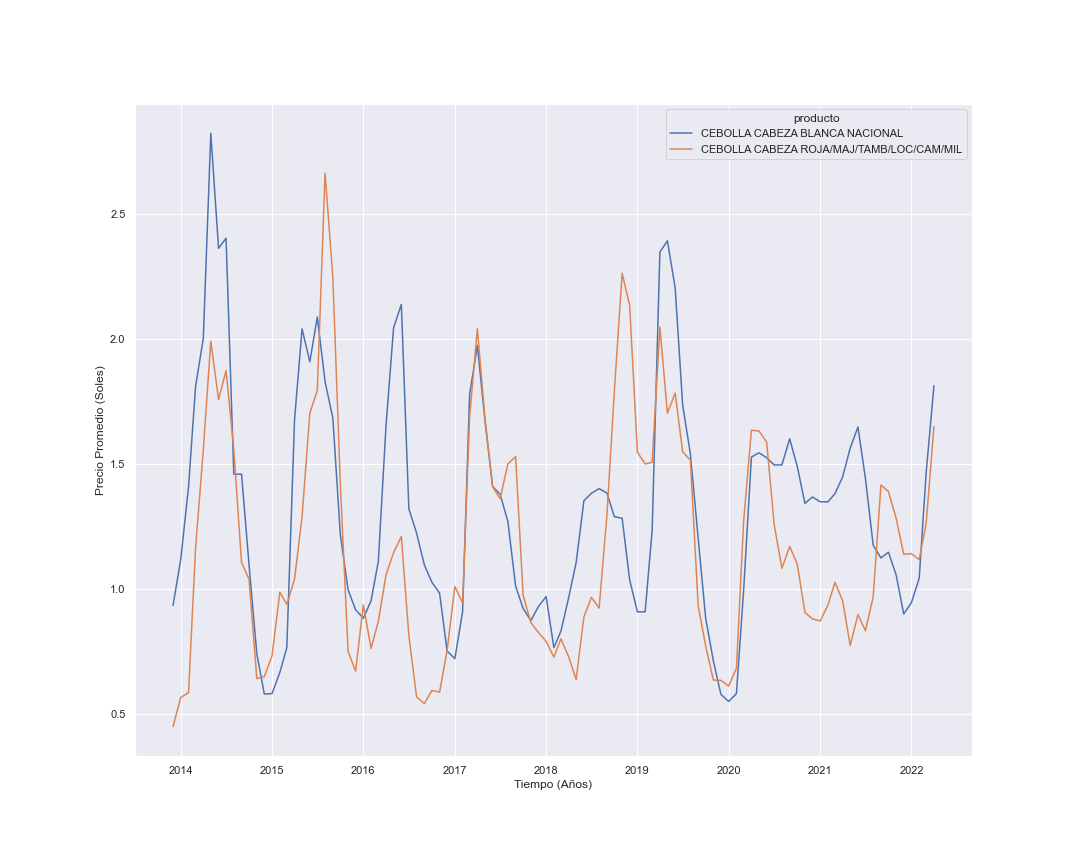 producto
CEBOLLA CABEZA BLANCA NACIONAL
CEBOLLA CABEZA ROJA/MAJ/TAMB/LOC/CAM/MIL
Precio Promedio (Soles)
2.5
2.0
1.5
1.0
0.5
2014 2015 2016 2017 2018 2019 2020 2021 2022
Tiempo (Años)